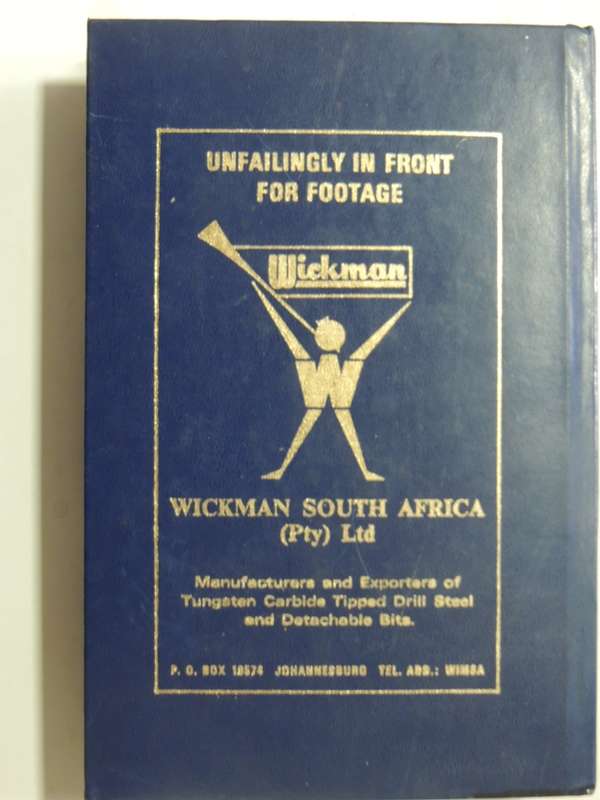 UNFAILINGLY IN FRONT
FOR FOOTAGE
Wickman
W
WICKMAN SOUTH AFRICA
(Pty) Ltd
Manufacturers and Exporters of
Tungsten Carbide Tipped Drill Steel
and Detachable Bits.
P. O. BOX 18574 JOHANNESBURG TEL. ADD.: WIMSA